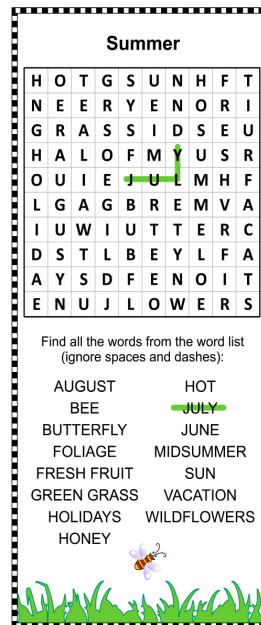 Summer
H O T G S U N H F T
N E E R Y E N O R I
G R A S S I D S E U
H A L O F M Y U S R
O U I E J U L M H F
L G A G B R E M V A
I U W I U T T E R C
D S T L B E Y L F A
A Y S D F E N O I T
E N U J L O W E R S
Find all the words from the word list
(ignore spaces and dashes):
AUGUST HOT
BEE JULY
BUTTERFLY JUNE
FOLIAGE MIDSUMMER
FRESH FRUIT SUN
GREEN GRASS VACATION
HOLIDAYS WILDFLOWERS
HONEY